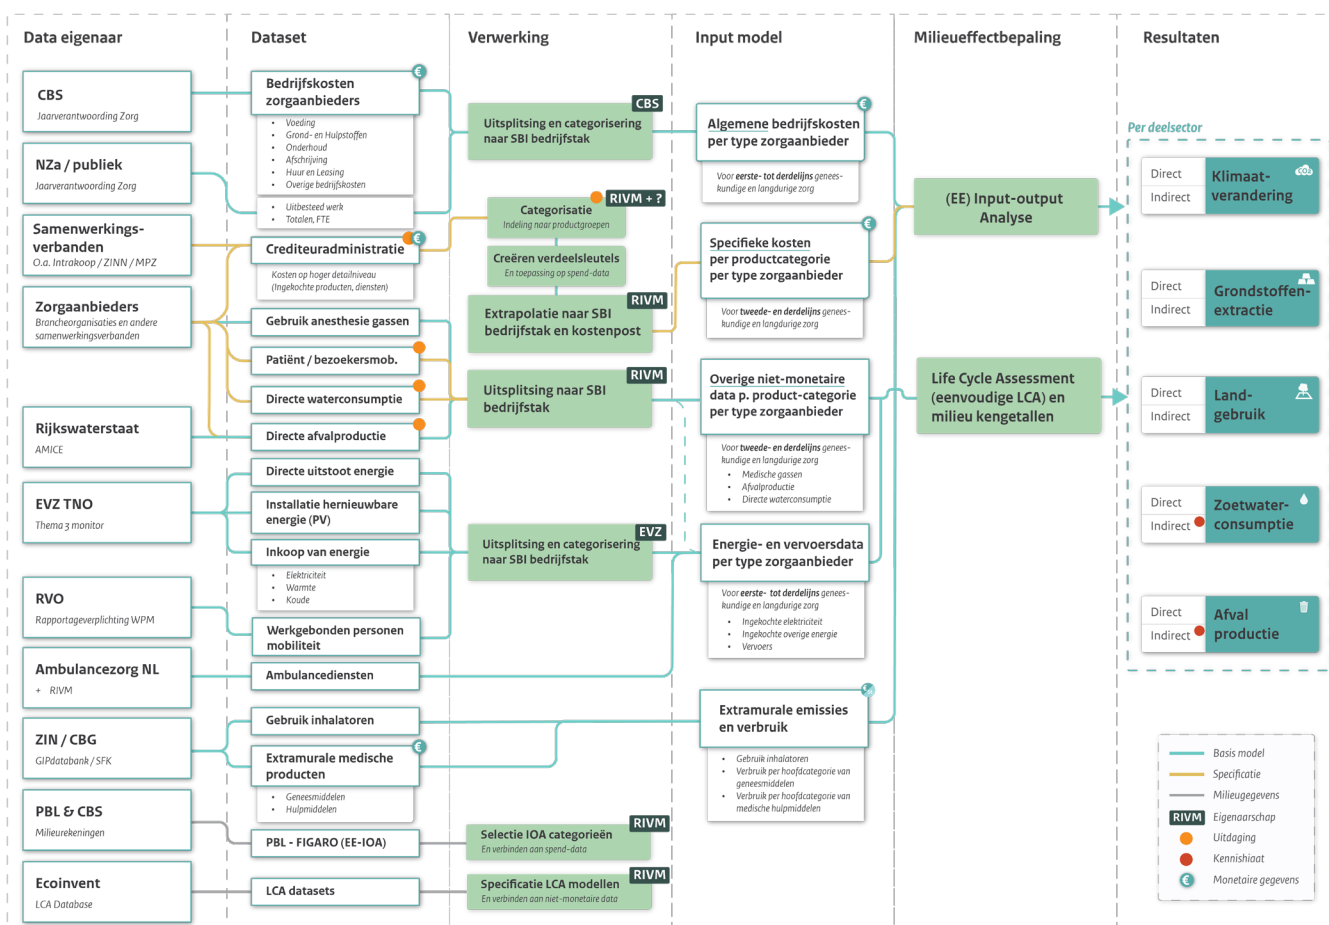 Data eigenaar
Dataset
Verwerking
Input model
Milieueffectbepaling
Resultaten
CBS
Jaarverantwoording Zorg
NZa / publiek
Jaarverantwoording Zorg
Samenwerkings-
verbanden
O.a. Intrakoop / ZINN / MPZ
Zorgaanbieders
Brancheorganisaties en andere
samenwerkingsverbanden
Rijkswaterstaat
AMICE
EVZ TNO
Thema 3 monitor
RVO
Rapportageverplichting WPM
Ambulancezorg NL
+ RIVM
ZIN / CBG
GIPdatabank / SFK
PBL & CBS
Milieurekeningen
Ecoinvent
LCA Database
€
Bedrijfskosten
zorgaanbieders
• Voeding
• Grond- en Hulpstoffen
• Onderhoud
• Afschrijving
• Huur en Leasing
• Overige bedrijfskosten
• Uitbesteed werk
• Totalen, FTE
€
Crediteuradministratie
Kosten op hoger detailniveau
(Ingekochte producten, diensten)
Gebruik anesthesie gassen
Patiënt / bezoekersmob.
Directe waterconsumptie
Directe afvalproductie
Directe uitstoot energie
Installatie hernieuwbare
energie (PV)
Inkoop van energie
• Elektriciteit
• Warmte
• Koude
Werkgebonden personen
mobiliteit
Ambulancediensten
Gebruik inhalatoren
€
Extramurale medische
producten
• Geneesmiddelen
• Hulpmiddelen
PBL - FIGARO (EE-IOA)
LCA datasets
CBS
Uitsplitsing en categorisering
naar SBI bedrijfstak
RIVM + ?
Categorisatie
Indeling naar productgroepen
Creëren verdeelsleutels
En toepassing op spend-data
RIVM
Extrapolatie naar SBI
bedrijfstak en kostenpost
RIVM
Uitsplitsing naar SBI
bedrijfstak
EVZ
Uitsplitsing en categorisering
naar SBI bedrijfstak
RIVM
Selectie IOA categorieën
En verbinden aan spend-data
RIVM
Specificatie LCA modellen
En verbinden aan niet-monetaire data
€
Algemene bedrijfskosten
per type zorgaanbieder
Voor eerste- tot derdelijns genees-
kundige en langdurige zorg
€
Specifieke kosten
per productcategorie
per type zorgaanbieder
Voor tweede- en derdelijns genees-
kundige en langdurige zorg
Overige niet-monetaire
data p. product-categorie
per type zorgaanbieder
Voor tweede- en derdelijns genees-
kundige en langdurige zorg
• Medische gassen
• Afvalproductie
• Directe waterconsumptie
Energie- en vervoersdata
per type zorgaanbieder
Voor eerste- tot derdelijns genees-
kundige en langdurige zorg
• Ingekochte elektriciteit
• Ingekochte overige energie
• Vervoers
Extramurale emissies
en verbruik
• Gebruik inhalatoren
• Verbruik per hoofdcategorie van
geneesmiddelen
• Verbruik per hoofdcategorie van
medische hulpmiddelen
(EE) Input-output
Analyse
Life Cycle Assessment
(eenvoudige LCA) en
milieu kengetallen
Per deelsector
Direct
Indirect
Klimaat-
verandering
CO2
Direct
Indirect
Grondstoffen-
extractie
Direct
Indirect
Land-
gebruik
Direct
Indirect
Zoetwater-
consumptie
Direct
Indirect
Afval
productie
Basis model
Specificatie
Milieugegevens
RIVM Eigenaarschap
Uitdaging
Kennishiaat
€ Monetaire gegevens